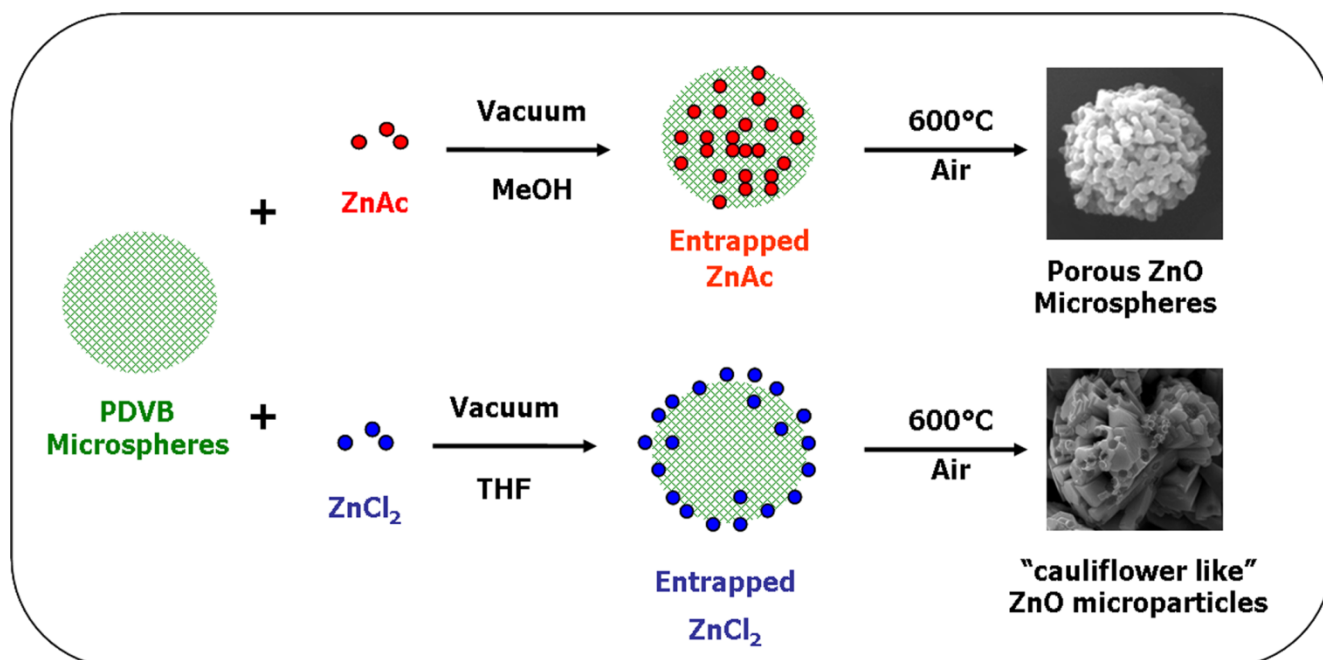 +
ZnAc
Vacuum
MeOH
Entrapped
ZnAc
600°C
Air
Porous ZnO
Microspheres
PDVB
Microspheres
+
ZnCl₂
Vacuum
THF
Entrapped
ZnCl₂
600°C
Air
“cauliflower like”
ZnO microparticles